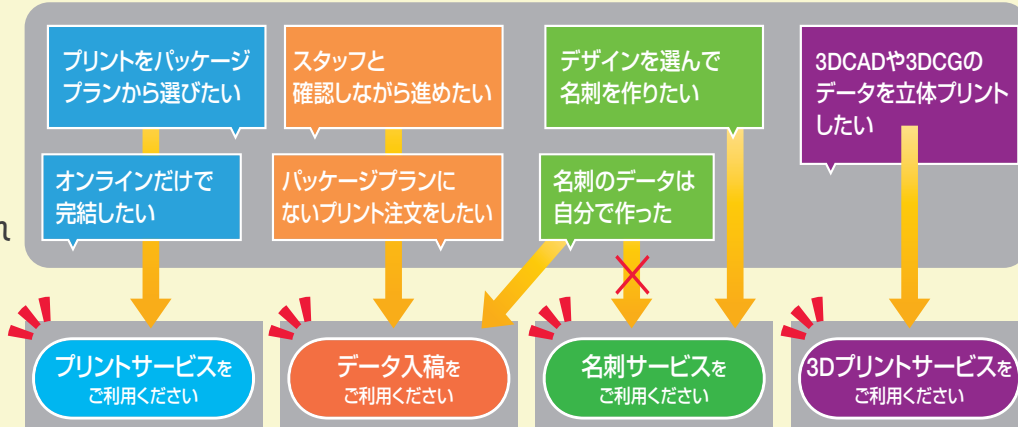 プリントをパッケージ
プランから選びたい
スタッフと
確認しながら進めたい
デザインを選んで
名刺を作りたい
3DCADや3DCGの
データを立体プリント
したい
オンラインだけで
完結したい
パッケージプランに
ないプリント注文をしたい
名刺のデータは
自分で作った
れ
プリントサービスを
ご利用ください
データ入稿を
ご利用ください
名刺サービスを
ご利用ください
3Dプリントサービスを
ご利用ください